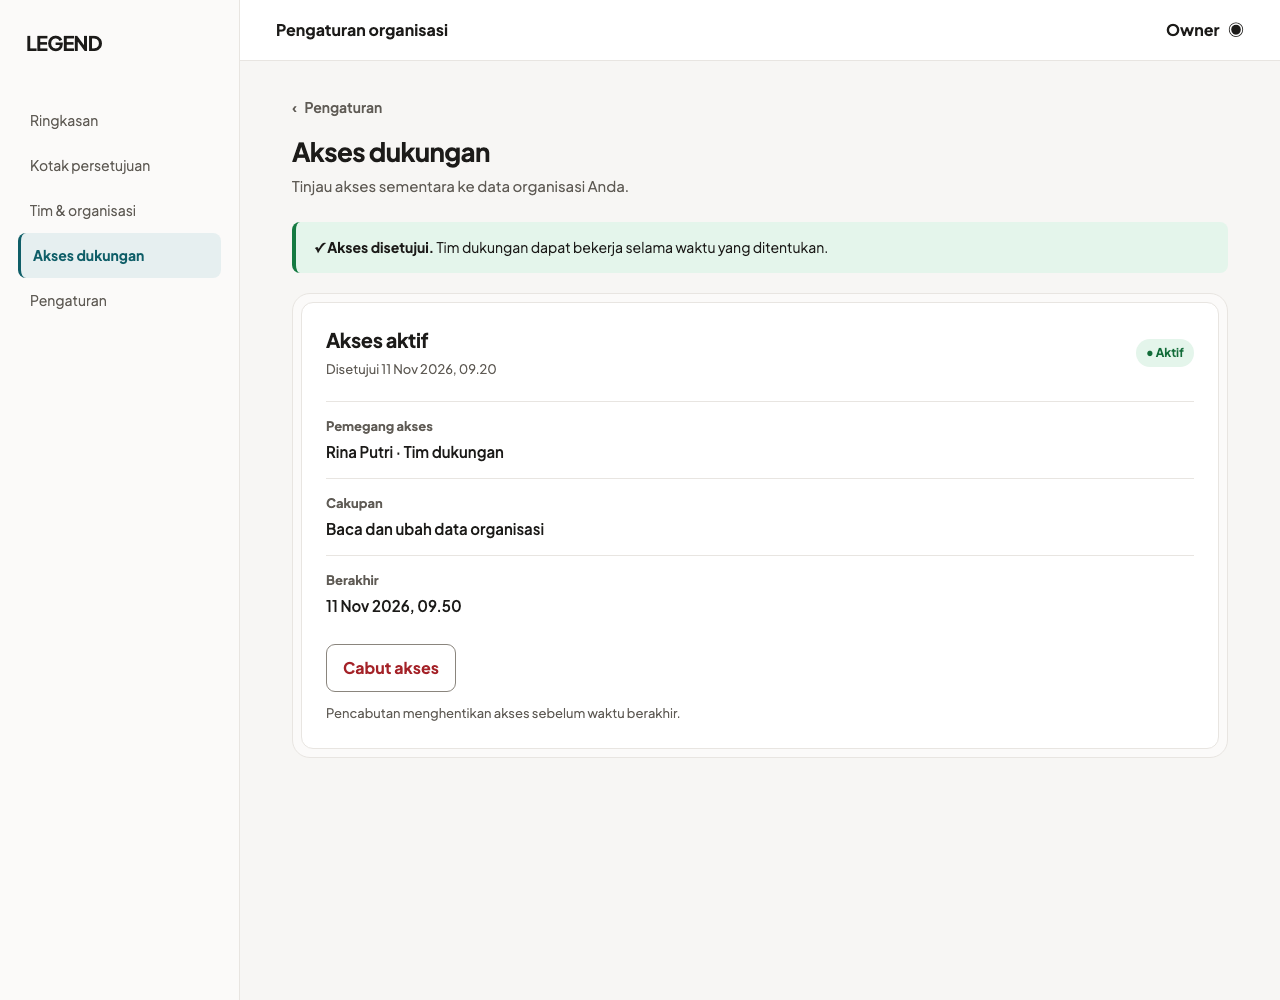 LEGEND
Pengaturan organisasi
Owner
Ringkasan
Kotak persetujuan
Tim & organisasi
Akses dukungan
Pengaturan
‹ Pengaturan
Akses dukungan
Tinjau akses sementara ke data organisasi Anda.
✓Akses disetujui. Tim dukungan dapat bekerja selama waktu yang ditentukan.
Akses aktif
Disetujui 11 Nov 2026, 09.20
• Aktif
Pemegang akses
Rina Putri · Tim dukungan
Cakupan
Baca dan ubah data organisasi
Berakhir
11 Nov 2026, 09.50
Cabut akses
Pencabutan menghentikan akses sebelum waktu berakhir.